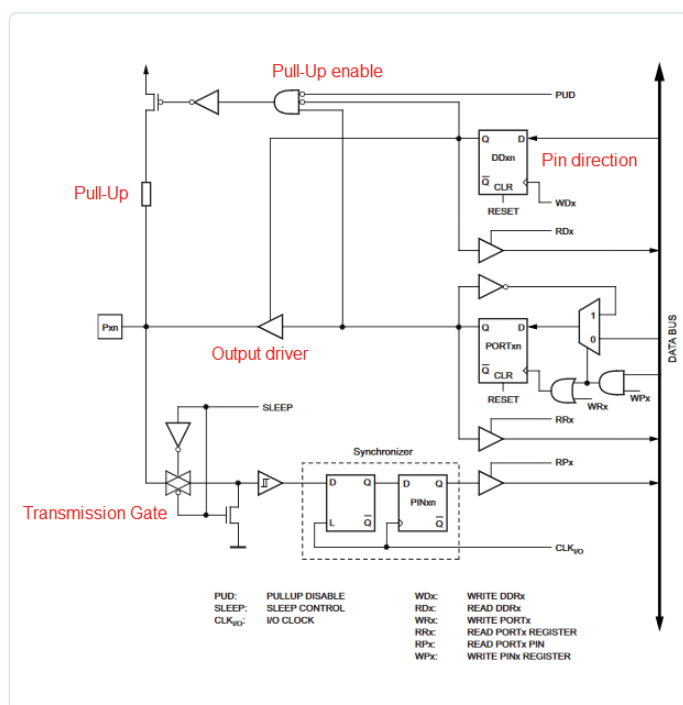 Pull-Up enable
PUD
Q D
DDxn
Pin direction
Q
CLR
WDx
RESET
Pull-Up
RDx
1
Pxn
Q D
0
Output driver
PORTxn
Q
CLR
WPx
RESET
WRx
SLEEP
RRx
Synchronizer
RPx
D Q D Q
PINxn
Transmission Gate
L Q Q
CLKI/O
DATA BUS
PUD: PULLUP DISABLE WDx: WRITE DDRx
SLEEP: SLEEP CONTROL RDx: READ DDRx
CLKI/O: I/O CLOCK WRx: WRITE PORTx
RRx: READ PORTx REGISTER
RPx: READ PORTx PIN
WPx: WRITE PINx REGISTER